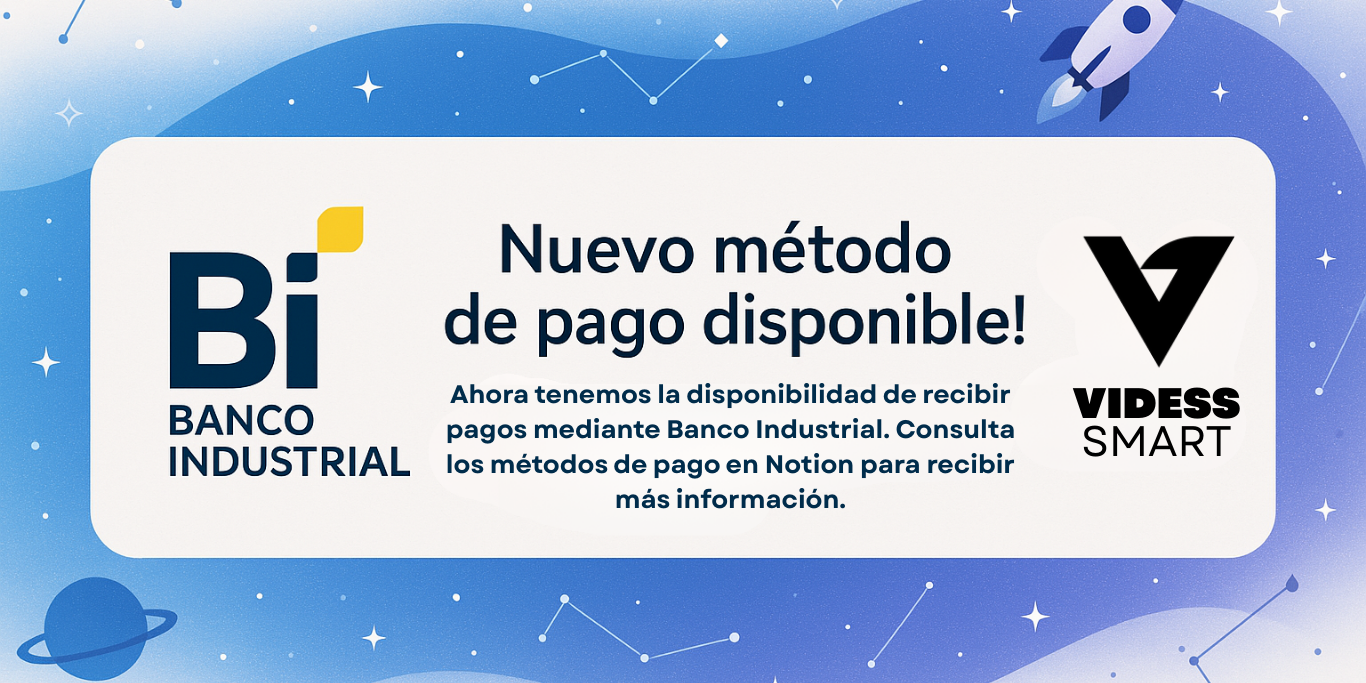 Bi
BANCO
INDUSTRIAL
Nuevo método
de pago disponible!
Ahora tenemos la disponibilidad de recibir
pagos mediante Banco Industrial. Consulta
los métodos de pago en Notion para recibir
más información.
VIDESS
SMART